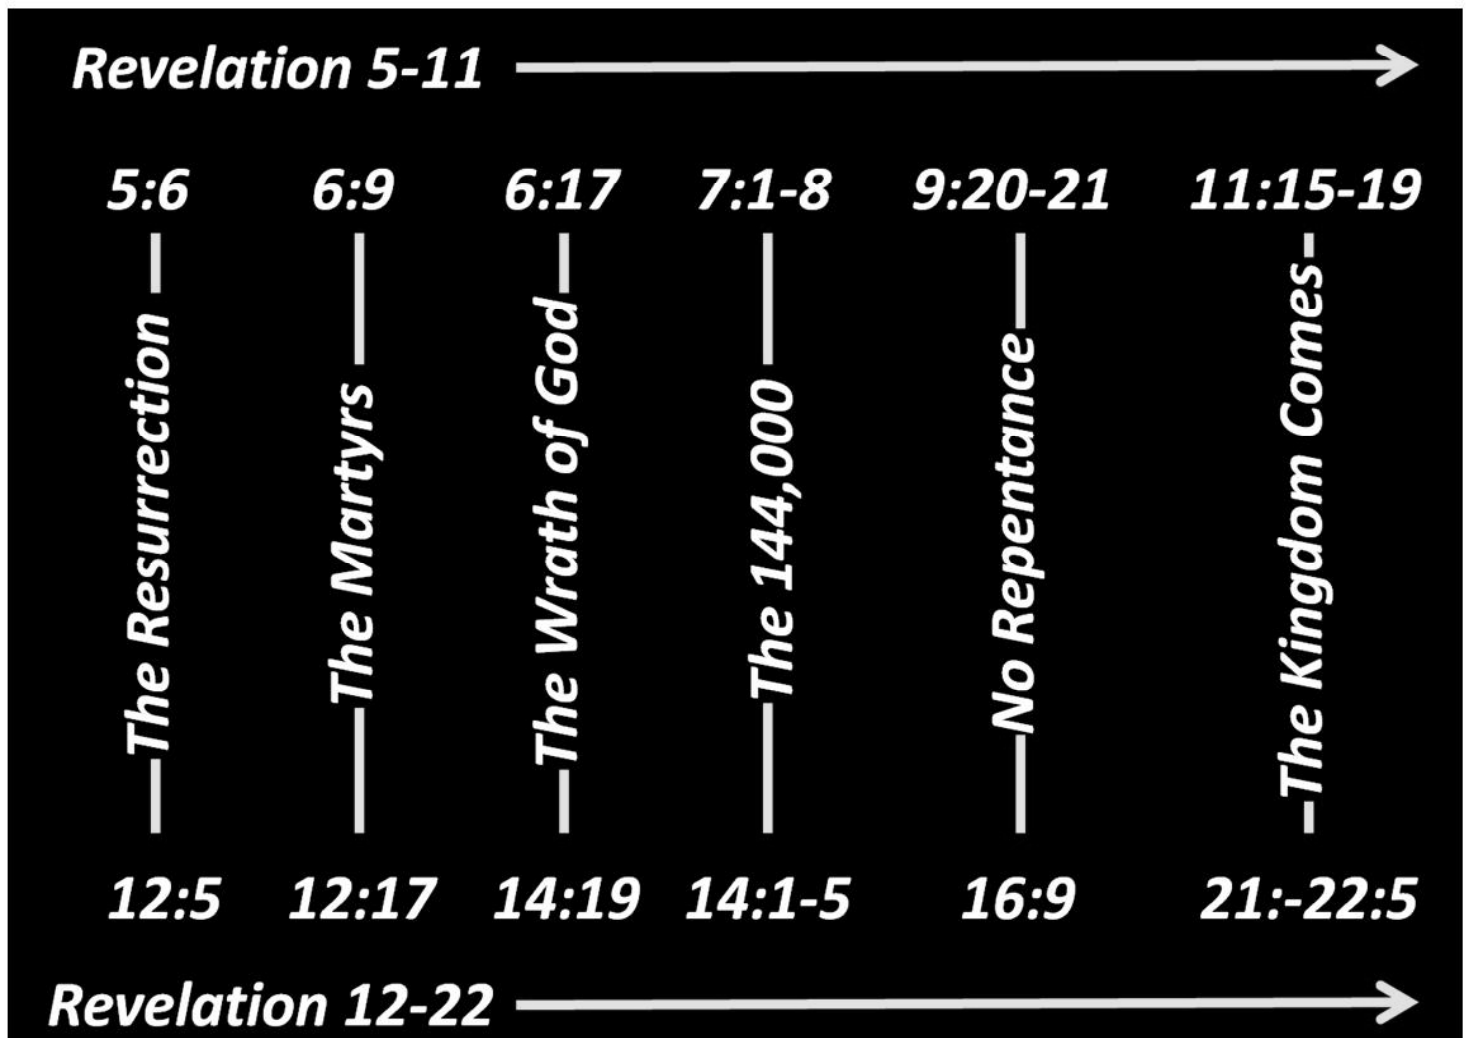 Revelation 5-11
5:6 6:9 6:17 7:1-8 9:20-21 11:15-19
The Resurrection
The Martyrs
The Wrath of God
The 144,000
No Repentance
The Kingdom Comes
12:5 12:17 14:19 14:1-5 16:9 21:-22:5
Revelation 12-22